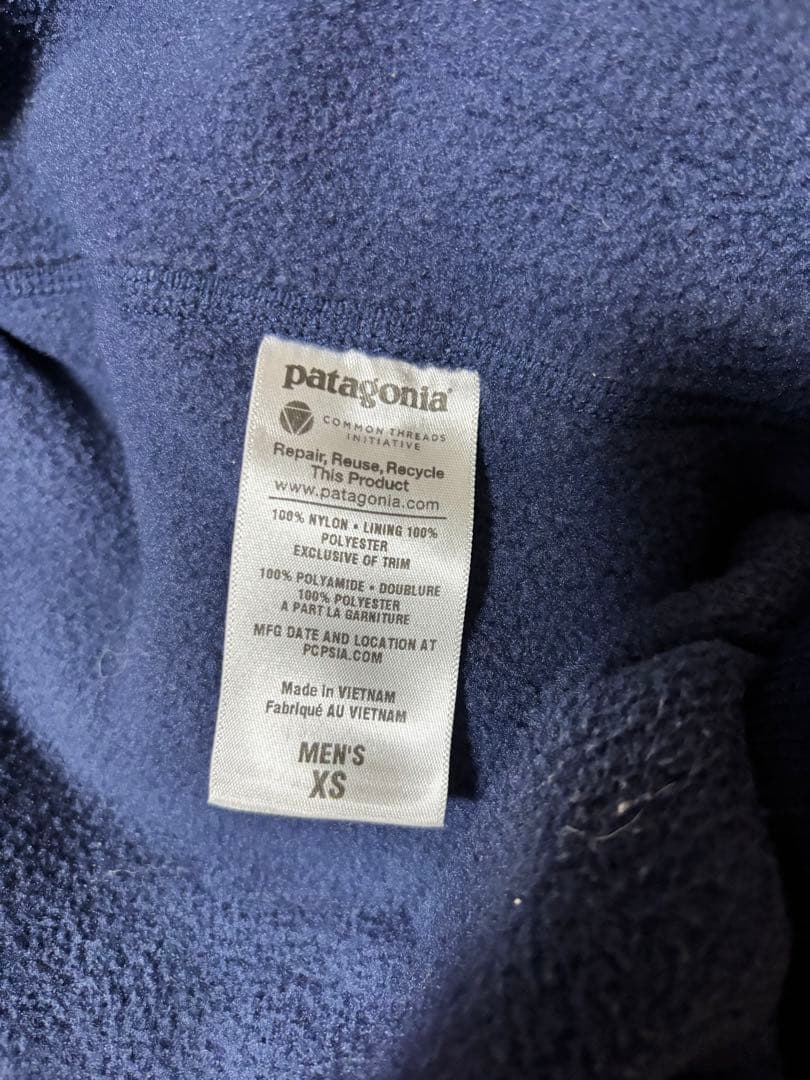 patagonia®
COMMON THREADS
INITIATIVE
Repair, Reuse, Recycle
This Product
www.patagonia.com
100% NYLON • LINING 100%
POLYESTER
EXCLUSIVE OF TRIM
100% POLYAMIDE • DOUBLURE
100% POLYESTER
A PART LA GARNITURE
MFG DATE AND LOCATION AT
PCPSIA.COM
Made in VIETNAM
Fabriqué AU VIETNAM
MEN'S
XS